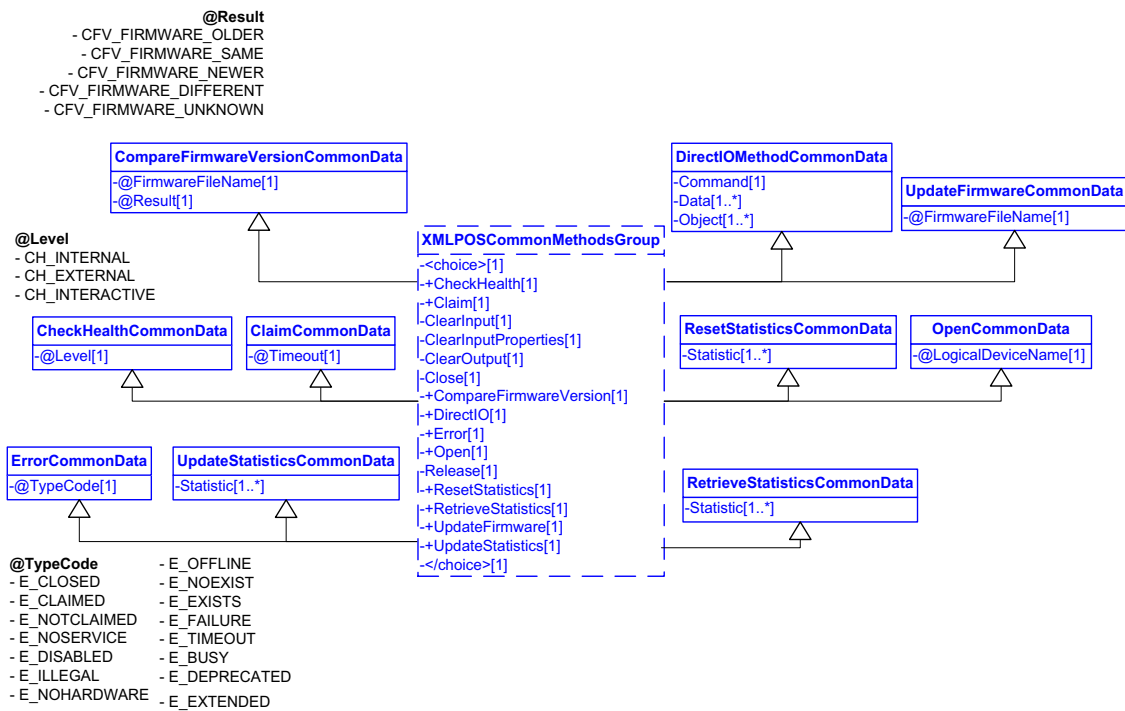 @Result
- CFV_FIRMWARE_OLDER
- CFV_FIRMWARE_SAME
- CFV_FIRMWARE_NEWER
- CFV_FIRMWARE_DIFFERENT
- CFV_FIRMWARE_UNKNOWN
CompareFirmwareVersionCommonData
-@FirmwareFileName[1]
-@Result[1]
DirectIOMethodCommonData
-Command[1]
-Data[1..*]
-Object[1..*]
UpdateFirmwareCommonData
-@FirmwareFileName[1]
@Level
- CH_INTERNAL
- CH_EXTERNAL
- CH_INTERACTIVE
XMLPOSCommonMethodsGroup
-<choice>[1]
-+CheckHealth[1]
-+Claim[1]
-ClearInput[1]
-ClearInputProperties[1]
-ClearOutput[1]
-Close[1]
-+CompareFirmwareVersion[1]
-+DirectIO[1]
-+Error[1]
-+Open[1]
-Release[1]
-+ResetStatistics[1]
-+RetrieveStatistics[1]
-+UpdateFirmware[1]
-+UpdateStatistics[1]
-</choice>[1]
CheckHealthCommonData
-@Level[1]
ClaimCommonData
-@Timeout[1]
ResetStatisticsCommonData
-Statistic[1..*]
OpenCommonData
-@LogicalDeviceName[1]
ErrorCommonData
-@TypeCode[1]
UpdateStatisticsCommonData
-Statistic[1..*]
RetrieveStatisticsCommonData
-Statistic[1..*]
@TypeCode
- E_CLOSED
- E_CLAIMED
- E_NOTCLAIMED
- E_NOSERVICE
- E_DISABLED
- E_ILLEGAL
- E_NOHARDWARE
- E_OFFLINE
- E_NOEXIST
- E_EXISTS
- E_FAILURE
- E_TIMEOUT
- E_BUSY
- E_DEPRECATED
- E_EXTENDED